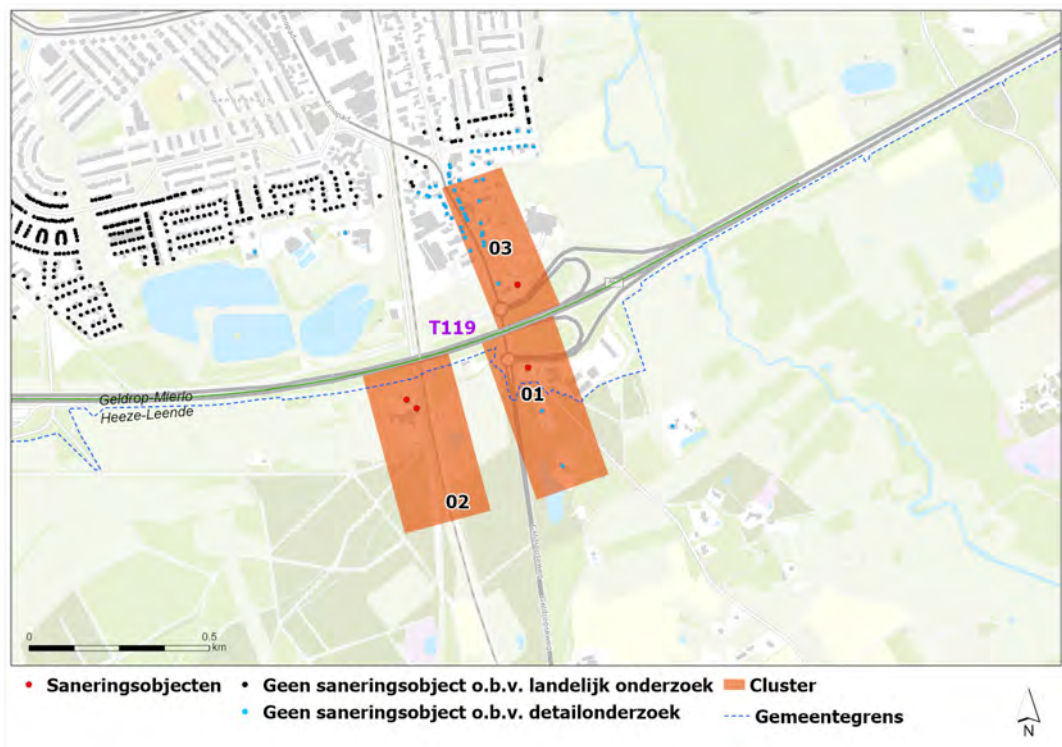 03
T119
Geldrop-Mierlo
Heeze-Leende
01
02
0 0.5
km
Saneringsobjecten
Geen saneringsobject o.b.v. landelijk onderzoek
Cluster
Geen saneringsobject o.b.v. detailonderzoek
Gemeentegrens
N